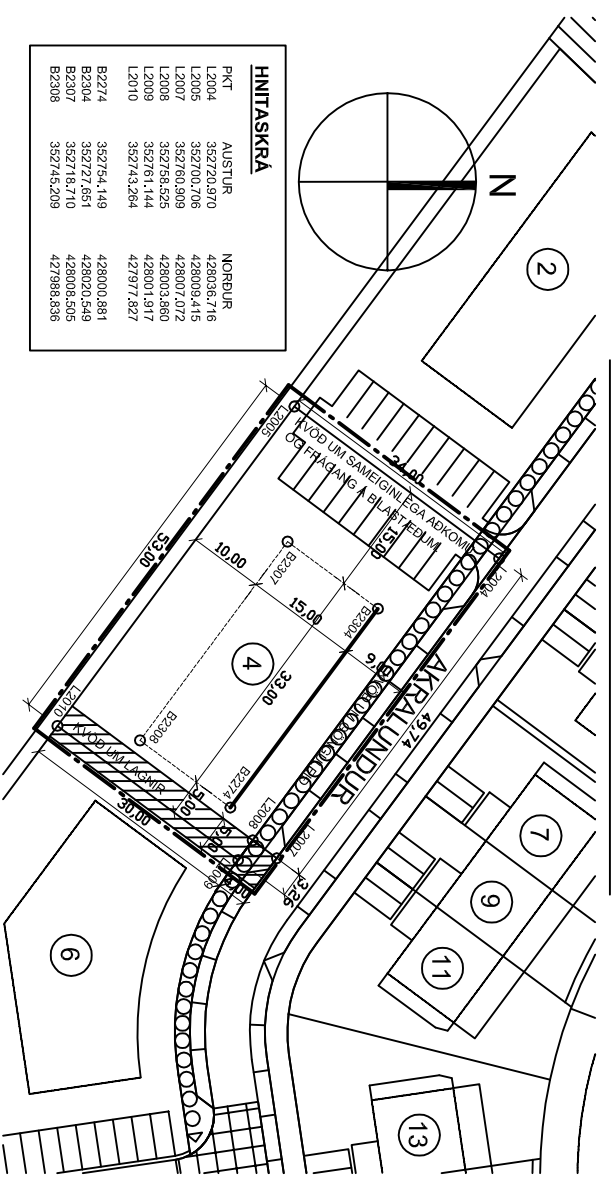 HNITASKRÁ
PKT AUSTUR NORÐUR
L2004 352720.970 428036.716
L2005 352700.706 428009.415
L2007 352760.909 428007.072
L2008 352758.525 428003.860
L2009 352761.144 428001.917
L2010 352743.264 427977.827
B2274 352754.149 428000.881
B2304 352727.651 428020.549
B2307 352718.710 428008.505
B2308 352745.209 427988.836
N
2
KVÖÐ UM SAMEIGINLEGA AÐKOMU
OG FRÁGANG Á BÍLASTÆÐUM
34,00
L2005
L2004
15,00
10,00
B2307
B2304
15,00
53,00
4
33,00
9,00
AKRALUNDUR
49,74
B2308
B2274
L2010
KVÖÐ UM LAGNIR
5,00
5,00
L2008
L2007
L2009
3,26
30,00
7
9
11
6
13